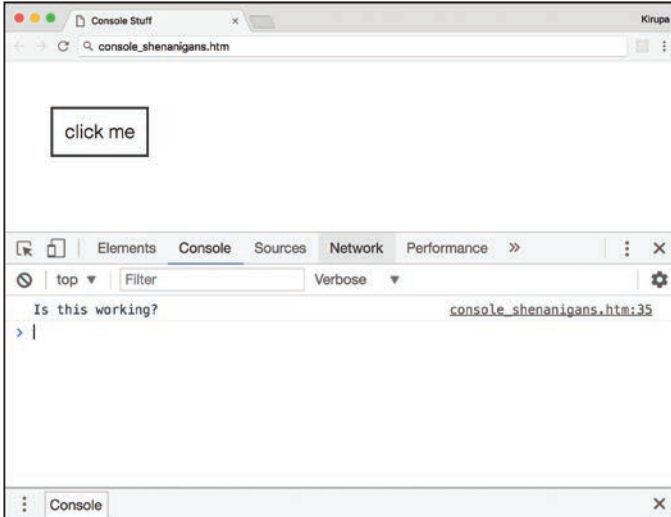 Console Stuff
Kirupa
console_shenanigans.htm
click me
Elements Console Sources Network Performance »
top ▼ Filter Verbose ▼
Is this working? console_shenanigans.htm:35
>
Console